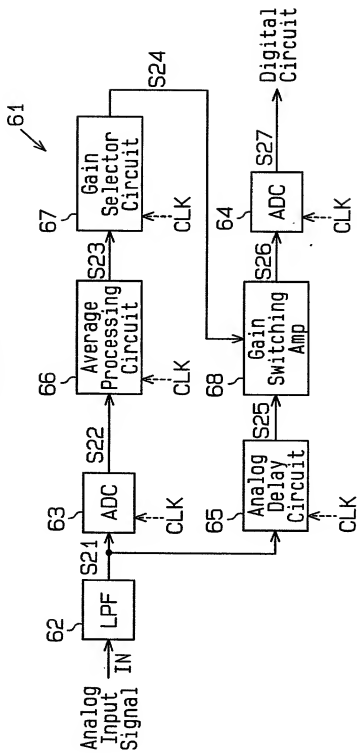 61
Analog
Input
Signal
IN
62
LPF
S21
63
ADC
CLK
S22
66
Average
Processing
Circuit
CLK
S23
67
Gain
Selector
Circuit
CLK
S24
65
Analog
Delay
Circuit
CLK
S25
68
Gain
Switching
Amp
S26
64
ADC
CLK
S27
Digital
Circuit